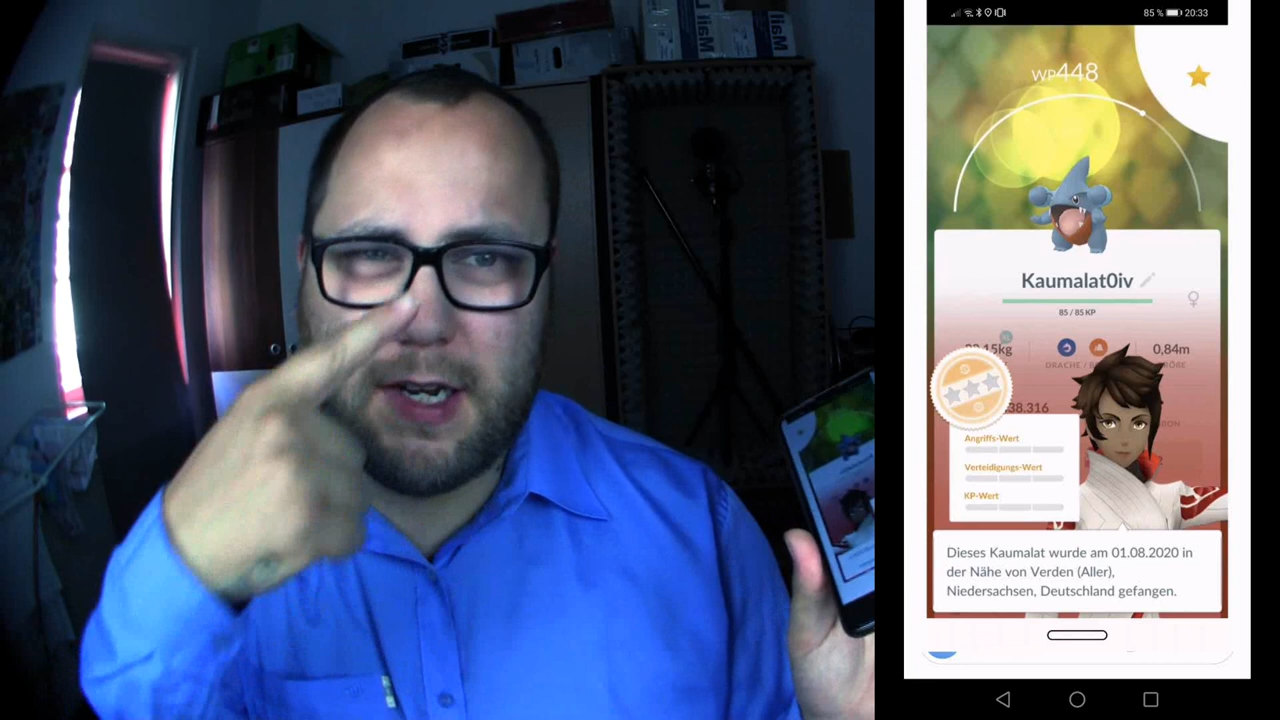 85 % 20:33
WP448
Kaumalat0iv
85 / 85 KP
0,84m
DRACHE / B
38.316
Angriffs-Wert
Verteidigungs-Wert
KP-Wert
Dieses Kaumalat wurde am 01.08.2020 in
der Nähe von Verden (Aller),
Niedersachsen, Deutschland gefangen.